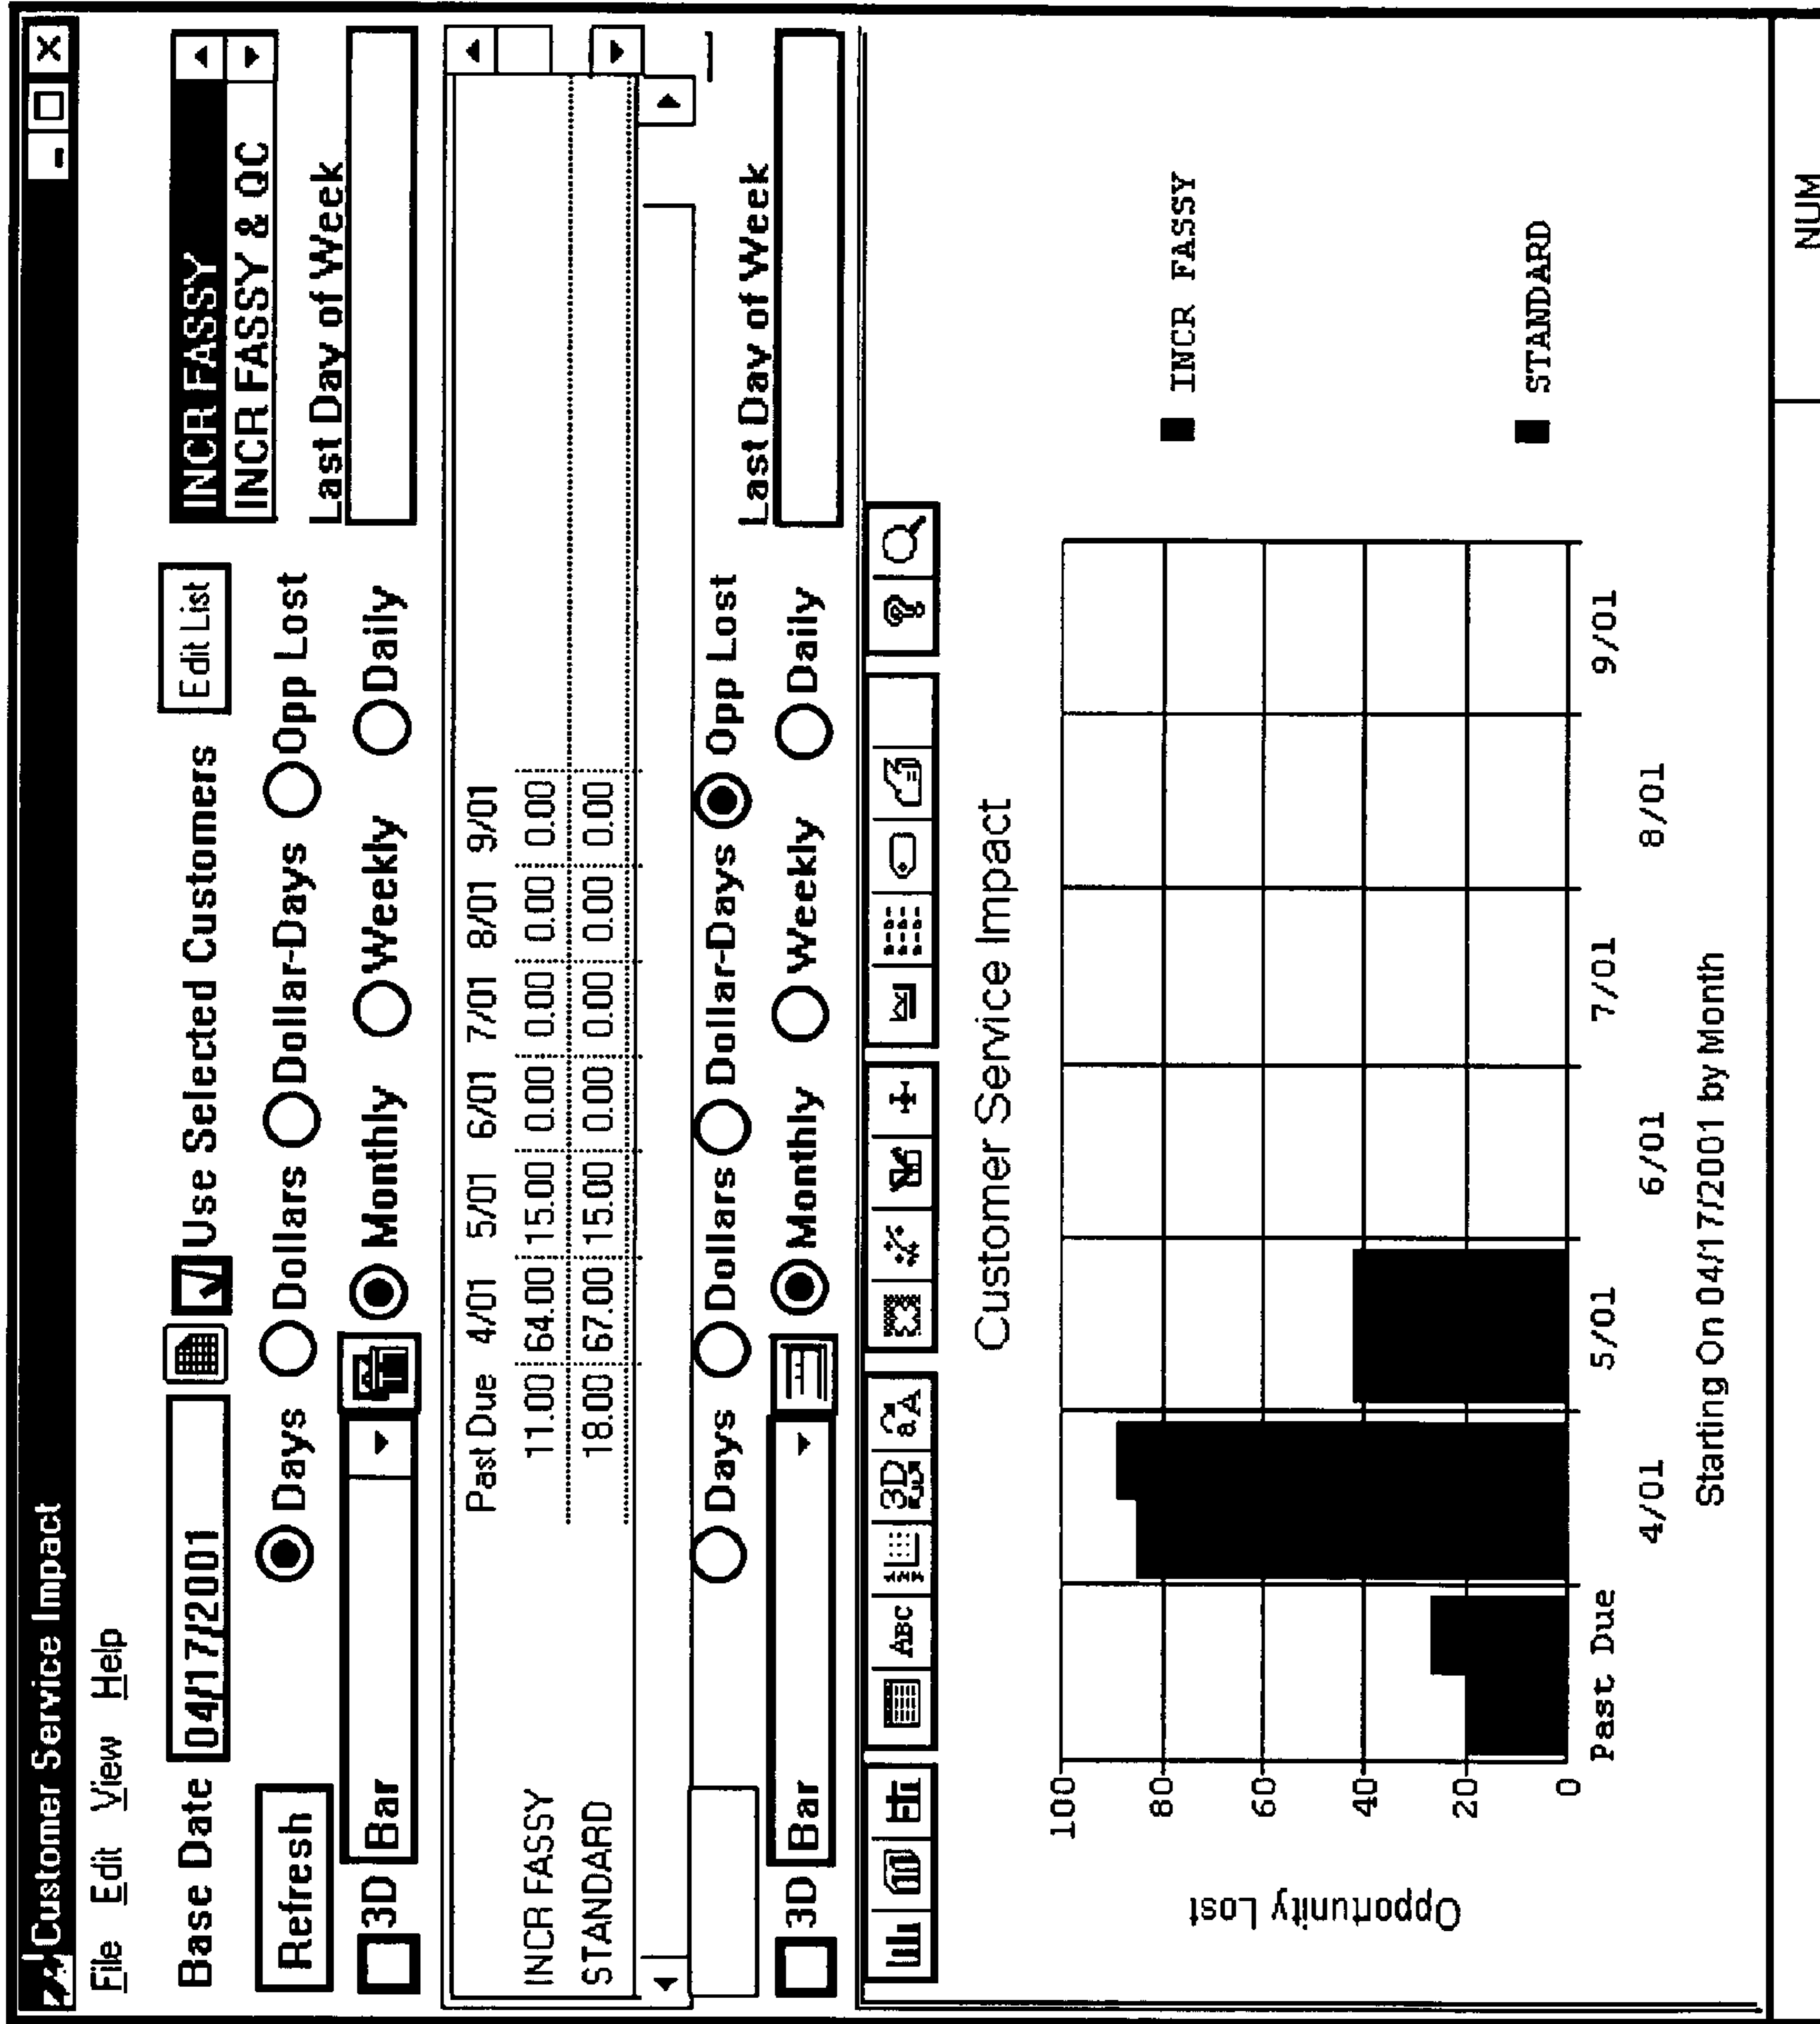 Customer Service Impact
File Edit View Help
Base Date 04/17/2001 Use Selected Customers Edit List INCR FASSY
INCR FASSY & QC
Refresh Days Dollars Dollar-Days Opp Lost Last Day of Week
3D Bar Monthly Weekly Daily
Past Due 4/01 5/01 6/01 7/01 8/01 9/01
INCR FASSY 11.00 64.00 15.00 0.00 0.00 0.00 0.00
STANDARD 18.00 67.00 15.00 0.00 0.00 0.00 0.00
Days Dollars Dollar-Days Opp Lost Last Day of Week
3D Bar Monthly Weekly Daily
ABC 123 3D aA ?
Customer Service Impact
Opportunity Lost
100
80
60
40
20
0
INCR FASSY
STANDARD
Past Due 4/01 5/01 6/01 7/01 8/01 9/01
Starting On 04/17/2001 by Month
NUM